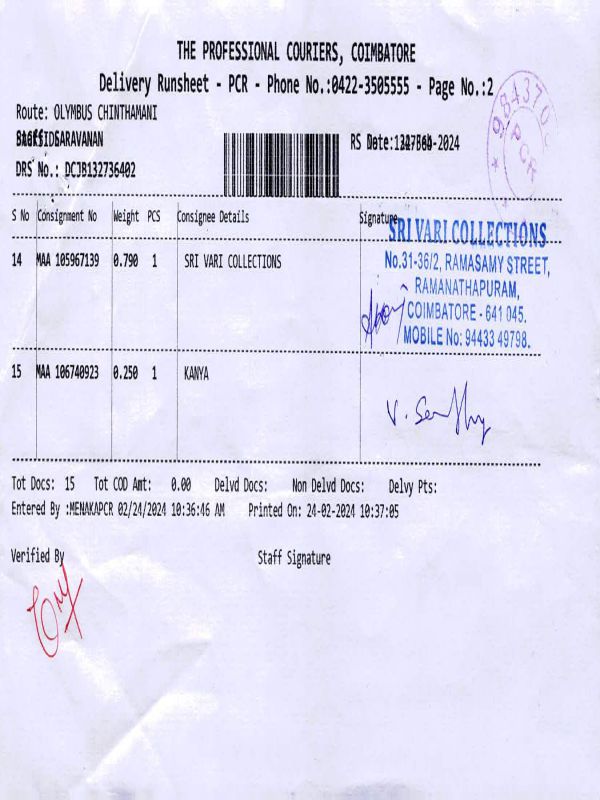 THE PROFESSIONAL COURIERS, COIMBATORE
Delivery Runsheet - PCR - Phone No.:0422-3505555 - Page No.:2
Route: OLYMBUS CHINTHAMANI
SARAVANAN
RS Date: -2024
DRS No.: DCJB132736402
S No Consignment No Weight PCS Consignee Details Signature
14 MAA 105967139 0.790 1 SRI VARI COLLECTIONS
SRI VARI COLLECTIONS
No.31-36/2, RAMASAMY STREET,
RAMANATHAPURAM,
COIMBATORE - 641 045.
MOBILE No: 94433 49798.
15 MAA 106740923 0.250 1 KANYA
Tot Docs: 15 Tot COD Amt: 0.00 Delvd Docs: Non Delvd Docs: Delvy Pts:
Entered By :MENAKAPCR 02/24/2024 10:36:46 AM Printed On: 24-02-2024 10:37:05
Verified By Staff Signature
PCR